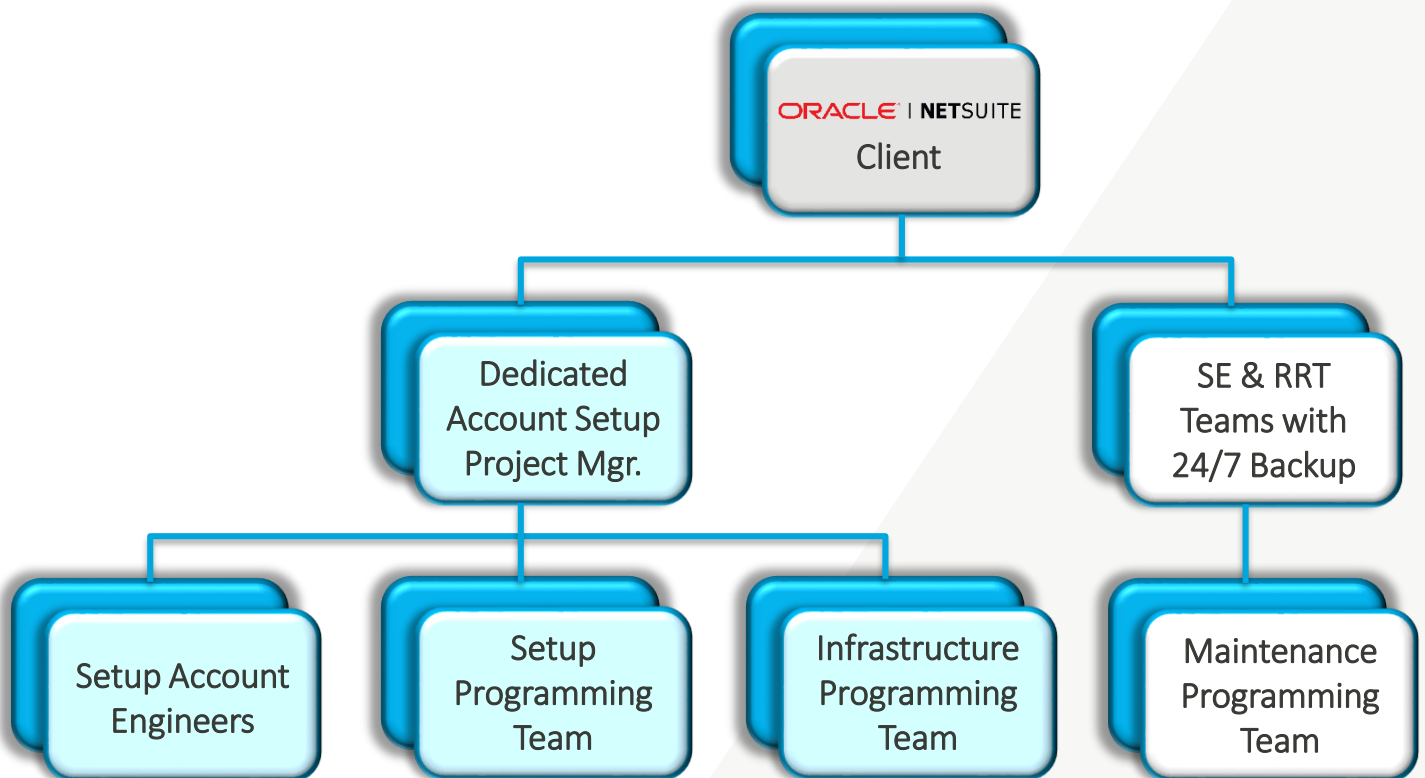 ORACLE | NETSUITE
Client
Dedicated
Account Setup
Project Mgr.
SE & RRT
Teams with
24/7 Backup
Setup Account
Engineers
Setup
Programming
Team
Infrastructure
Programming
Team
Maintenance
Programming
Team